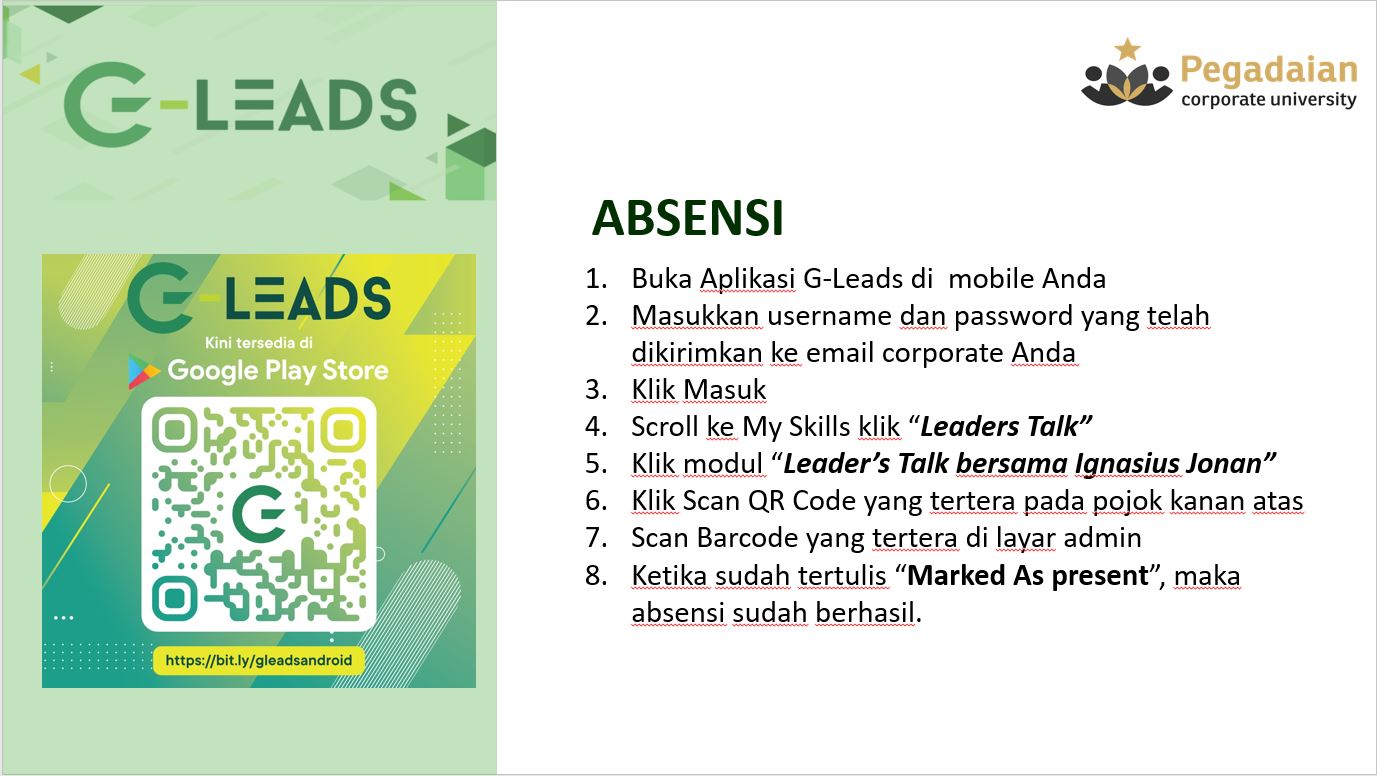 G-LEADS
Pegadaian
corporate university
G-LEADS
Kini tersedia di
Google Play Store
https://bit.ly/gleadsandroid
ABSENSI
1. Buka Aplikasi G-Leads di  mobile Anda
2. Masukkan username dan password yang telah
dikirimkan ke email corporate Anda
3. Klik Masuk
4. Scroll ke My Skills klik “Leaders Talk”
5. Klik modul “Leader’s Talk bersama Ignasius Jonan”
6. Klik Scan QR Code yang tertera pada pojok kanan atas
7. Scan Barcode yang tertera di layar admin
8. Ketika sudah tertulis “Marked As present”, maka
absensi sudah berhasil.